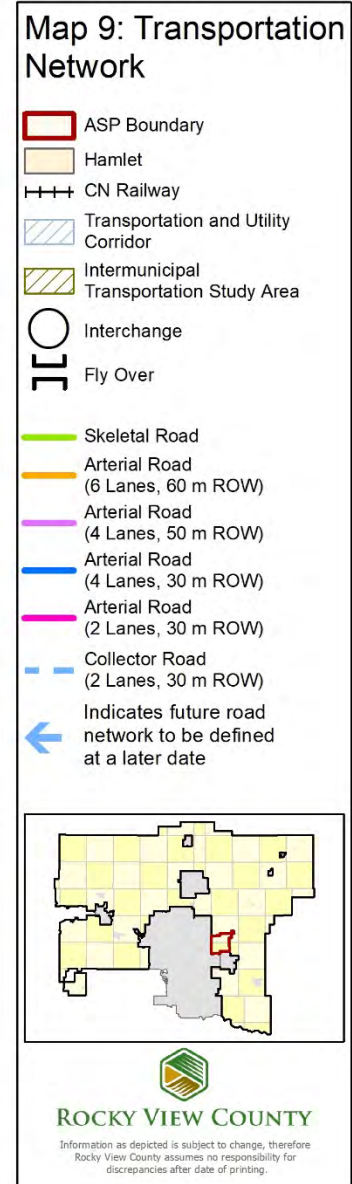 Map 9: Transportation
Network
ASP Boundary
Hamlet
CN Railway
Transportation and Utility
Corridor
Intermunicipal
Transportation Study Area
Interchange
Fly Over
Skeletal Road
Arterial Road
(6 Lanes, 60 m ROW)
Arterial Road
(4 Lanes, 50 m ROW)
Arterial Road
(4 Lanes, 30 m ROW)
Arterial Road
(2 Lanes, 30 m ROW)
Collector Road
(2 Lanes, 30 m ROW)
Indicates future road
network to be defined
at a later date
ROCKY VIEW COUNTY
Information as depicted is subject to change, therefore
Rocky View County assumes no responsibility for
discrepancies after date of printing.